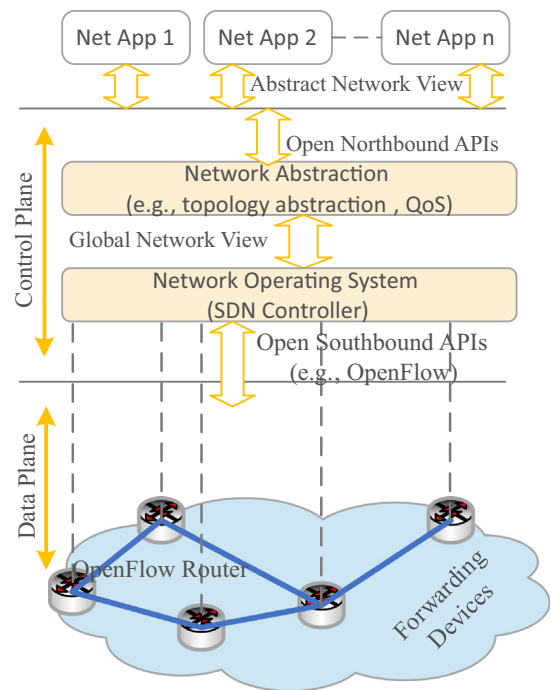 Net App 1
Net App 2
Net App n
Abstract Network View
Open Northbound APIs
Network Abstraction
(e.g., topology abstraction , QoS)
Global Network View
Control Plane
Network Operating System
(SDN Controller)
Open Southbound APIs
(e.g., OpenFlow)
Data Plane
OpenFlow Router
Forwarding
Devices